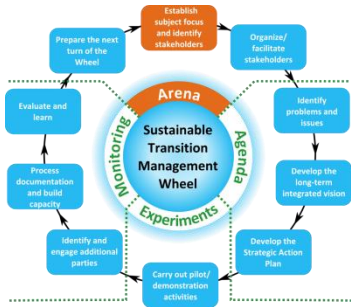 Establish
subject focus
and identify
stakeholders
Organize/
facilitate
stakeholders
Identify
problems and
issues
Develop the
long-term
integrated vision
Develop the
Strategic Action
Plan
Carry out pilot/
demonstration
activities
Identify and
engage additional
parties
Process
documentation
and build
capacity
Evaluate and
learn
Prepare the next
turn of the
Wheel
Arena
Agenda
Experiments
Monitoring
Sustainable
Transition
Management
Wheel